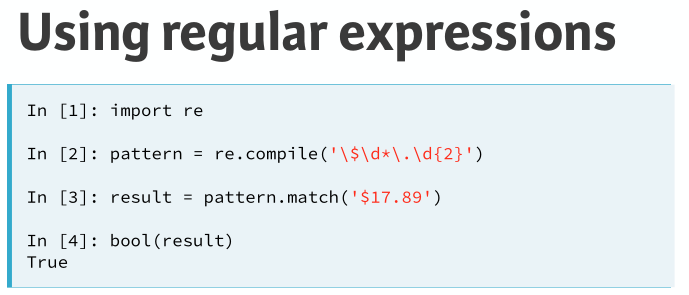 Using regular expressions
In [1]: import re
In [2]: pattern = re.compile('\$\d*\.\d{2}')
In [3]: result = pattern.match('$17.89')
In [4]: bool(result)
True